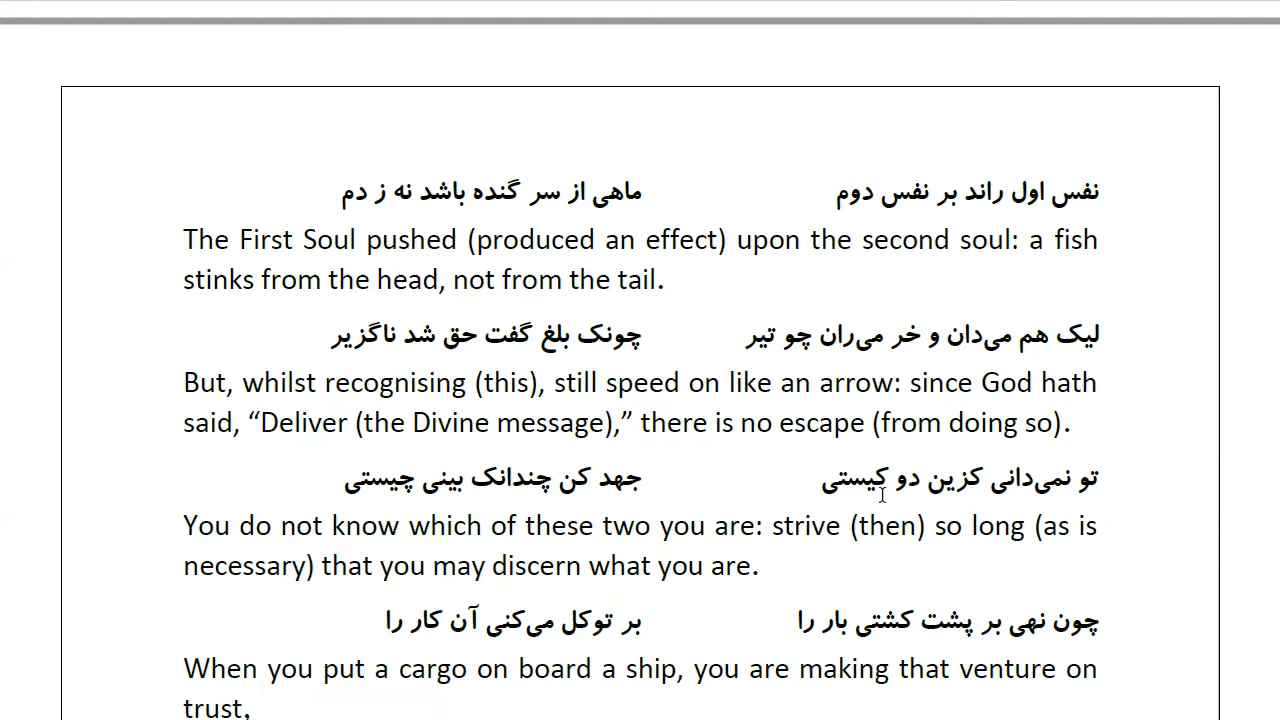 نفس اول راند بر نفس دوم ماهی از سر گنده باشد نه ز دم
The First Soul pushed (produced an effect) upon the second soul: a fish
stinks from the head, not from the tail.
لیک هم می‌دان و خر می‌ران چو تیر چونک بلغ گفت حق شد ناگزیر
But, whilst recognising (this), still speed on like an arrow: since God hath
said, “Deliver (the Divine message),” there is no escape (from doing so).
تو نمی‌دانی کزین دو کیستی جهد کن چندانک بینی چیستی
You do not know which of these two you are: strive (then) so long (as is
necessary) that you may discern what you are.
چون نهی بر پشت کشتی بار را بر توکل می‌کنی آن کار را
When you put a cargo on board a ship, you are making that venture on
trust,